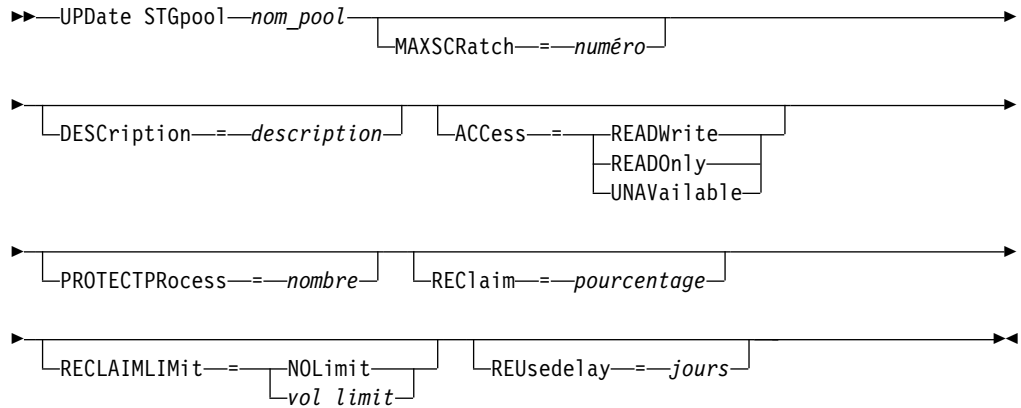 UPDate STGpool nom_pool
MAXSCRatch = numéro
DESCription = description ACCess = READWrite
READOnly
UNAVailable
PROTECTPRocess = nombre REClaim = pourcentage
RECLAIMLIMit = NOLimit REUsedelay = jours
vol limit